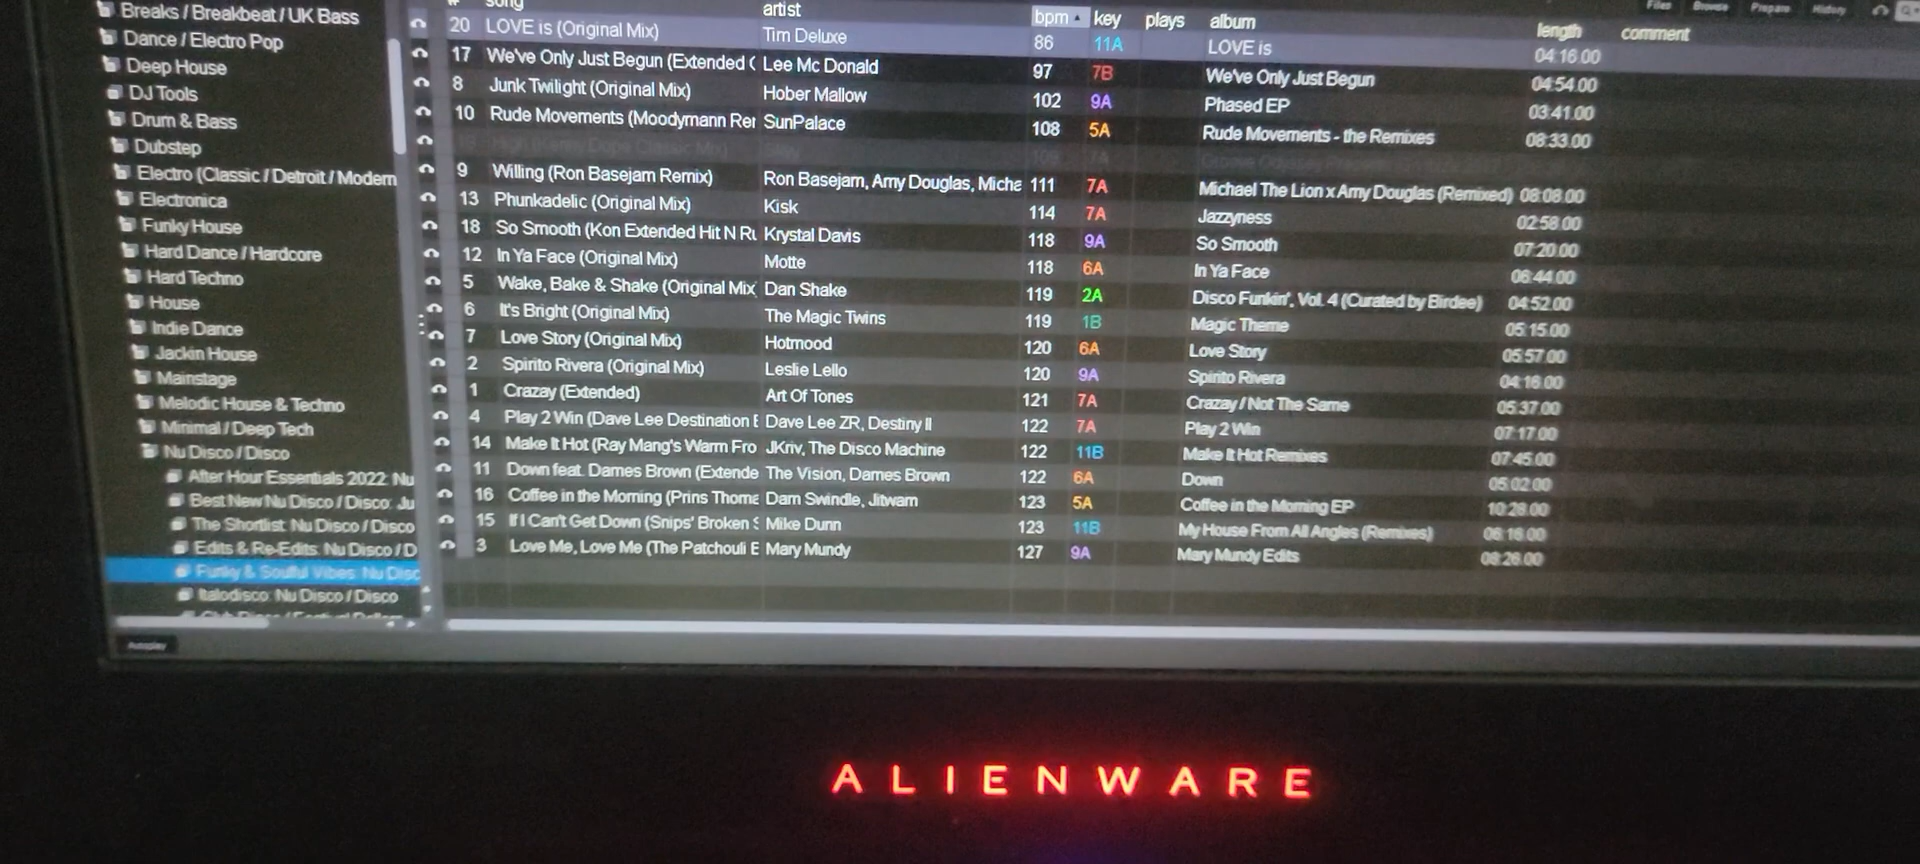 Files Browse Prepare History
# song artist bpm key plays album length comment
20 LOVE is (Original Mix) Tim Deluxe 86 11A LOVE is 04:16.00
17 We've Only Just Begun (Extended Lee Mc Donald 97 7B We've Only Just Begun 04:54.00
8 Junk Twilight (Original Mix) Hober Mallow 102 9A Phased EP 03:41.00
10 Rude Movements (Moodymann Rer SunPalace 108 5A Rude Movements - the Remixes 08:33.00
9 Willing (Ron Basejam Remix) Ron Basejam, Amy Douglas, Micha 111 7A Michael The Lion x Amy Douglas (Remixed) 08:08.00
13 Phunkadelic (Original Mix) Kisk 114 7A Jazzyness 02:58.00
18 So Smooth (Kon Extended Hit N Ru Krystal Davis 118 9A So Smooth 07:20.00
12 In Ya Face (Original Mix) Motte 118 6A In Ya Face 06:44.00
5 Wake, Bake & Shake (Original Mix Dan Shake 119 2A Disco Funkin', Vol. 4 (Curated by Birdee) 04:52.00
6 It's Bright (Original Mix) The Magic Twins 119 1B Magic Theme 05:15.00
7 Love Story (Original Mix) Hotmood 120 6A Love Story 05:57.00
2 Spirito Rivera (Original Mix) Leslie Lello 120 9A Spirito Rivera 04:16.00
1 Crazay (Extended) Art Of Tones 121 7A Crazay / Not The Same 05:37.00
4 Play 2 Win (Dave Lee Destination E Dave Lee ZR, Destiny II 122 7A Play 2 Win 07:17.00
14 Make It Hot (Ray Mang's Warm Fro JKriv, The Disco Machine 122 11B Make It Hot Remixes 07:45.00
11 Down feat. Dames Brown (Extende The Vision, Dames Brown 122 6A Down 05:02.00
16 Coffee in the Morning (Prins Thoma Dam Swindle, Jitwam 123 5A Coffee in the Morning EP 10:28.00
15 If I Can't Get Down (Snips' Broken S Mike Dunn 123 11B My House From All Angles (Remixes) 06:16.00
3 Love Me, Love Me (The Patchouli E Mary Mundy 127 9A Mary Mundy Edits 08:26.00
Breaks / Breakbeat / UK Bass
Dance / Electro Pop
Deep House
DJ Tools
Drum & Bass
Dubstep
Electro (Classic / Detroit / Modern
Electronica
Funky House
Hard Dance / Hardcore
Hard Techno
House
Indie Dance
Jackin House
Mainstage
Melodic House & Techno
Minimal / Deep Tech
Nu Disco / Disco
After Hour Essentials 2022: Nu
Best New Nu Disco / Disco: Ju
The Shortlist: Nu Disco / Disco
Edits & Re-Edits: Nu Disco / D
Funky & Soulful Vibes: Nu Disc
Italodisco: Nu Disco / Disco
Autoplay
ALIENWARE